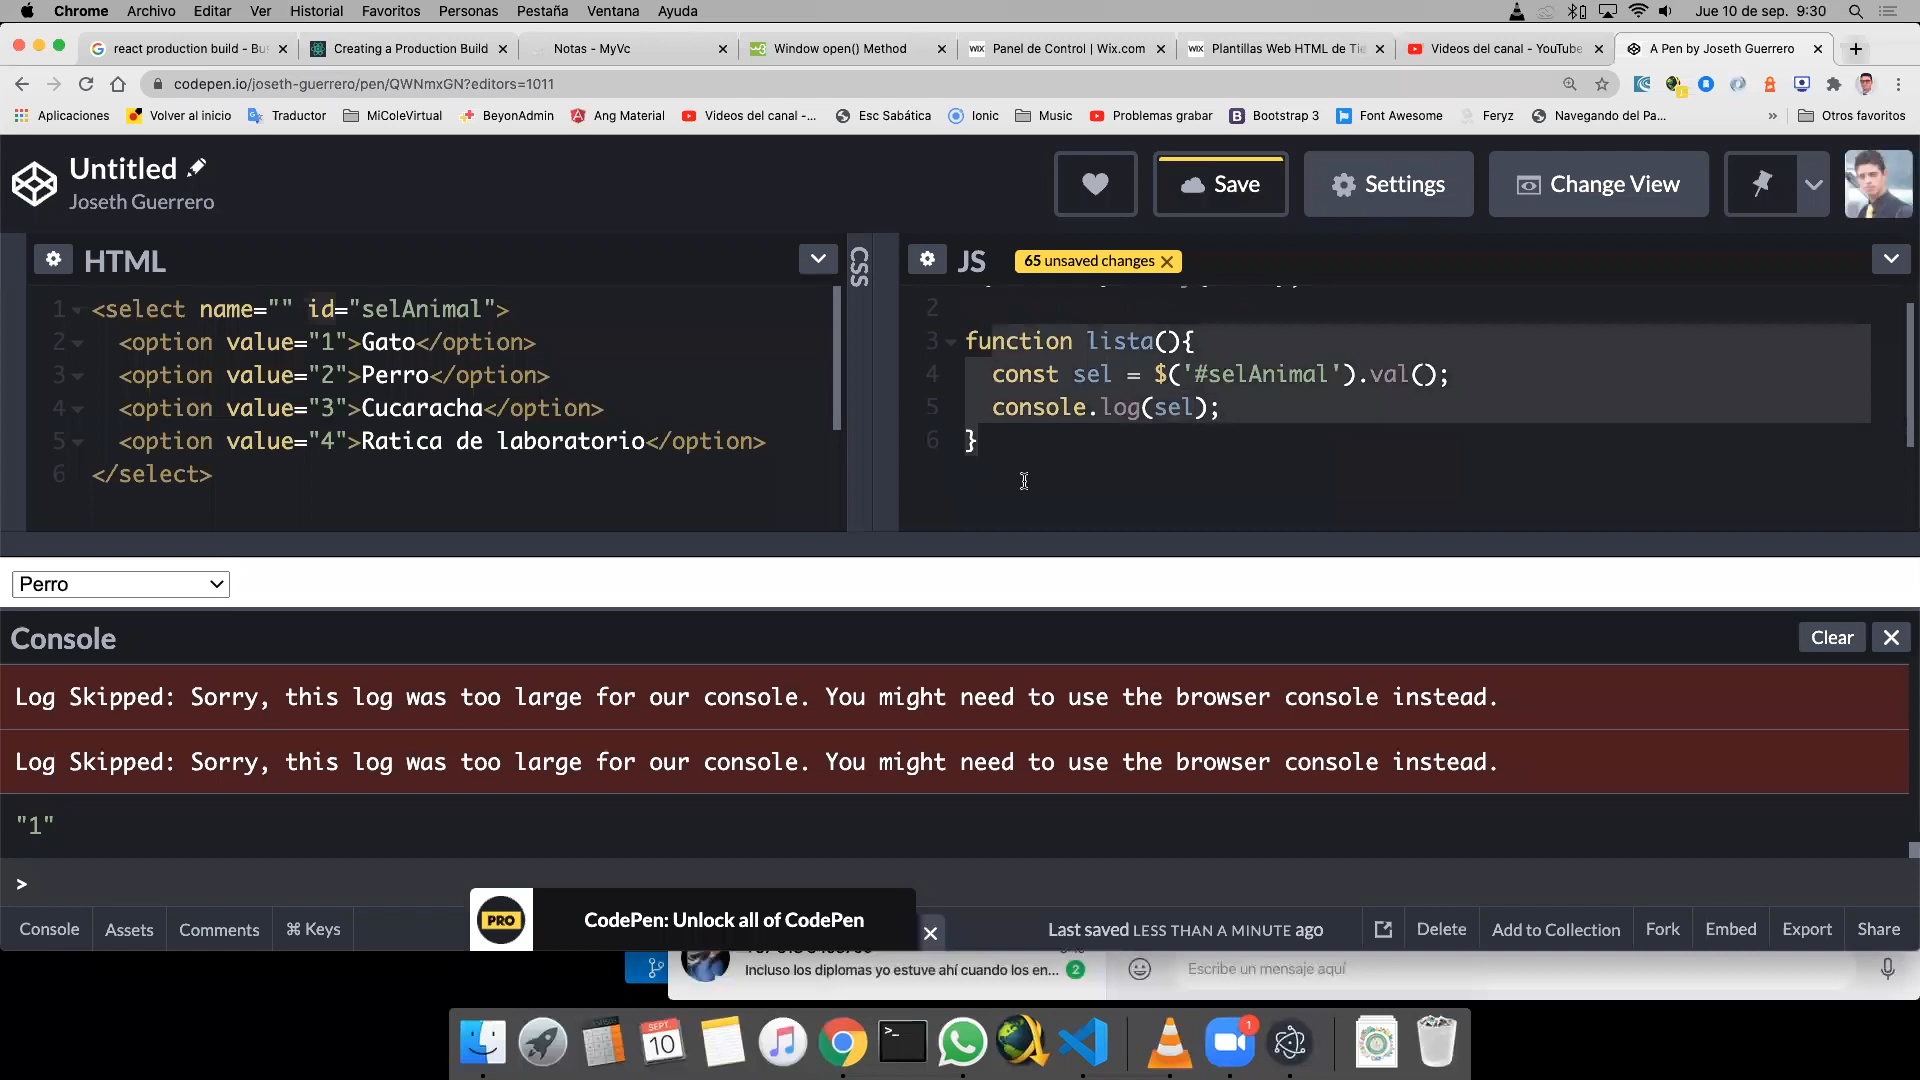 Chrome Archivo Editar Ver Historial Favoritos Personas Pestaña Ventana Ayuda Jue 10 de sep. 9:30
react production build - Bu
Creating a Production Build
Notas - MyVc
Window open() Method
Panel de Control | Wix.com
Plantillas Web HTML de Tie
Videos del canal - YouTube
A Pen by Joseth Guerrero
codepen.io/joseth-guerrero/pen/QWNmxGN?editors=1011
Aplicaciones Volver al inicio Traductor MiColeVirtual BeyonAdmin Ang Material Videos del canal -... Esc Sabática Ionic Music Problemas grabar Bootstrap 3 Font Awesome Feryz Navegando del Pa... » Otros favoritos
Untitled
Joseth Guerrero
Save Settings Change View
HTML
CSS
JS 65 unsaved changes
1 <select name="" id="selAnimal">
2 <option value="1">Gato</option>
3 <option value="2">Perro</option>
4 <option value="3">Cucaracha</option>
5 <option value="4">Ratica de laboratorio</option>
6 </select>
2
3 function lista(){
4 const sel = $('#selAnimal').val();
5 console.log(sel);
6 }
Perro
Console Clear
Log Skipped: Sorry, this log was too large for our console. You might need to use the browser console instead.
Log Skipped: Sorry, this log was too large for our console. You might need to use the browser console instead.
"1"
>
PRO CodePen: Unlock all of CodePen
Console Assets Comments ⌘ Keys Last saved LESS THAN A MINUTE ago Delete Add to Collection Fork Embed Export Share
Incluso los diplomas yo estuve ahí cuando los en... 2 Escribe un mensaje aquí
SEPT.
10
1